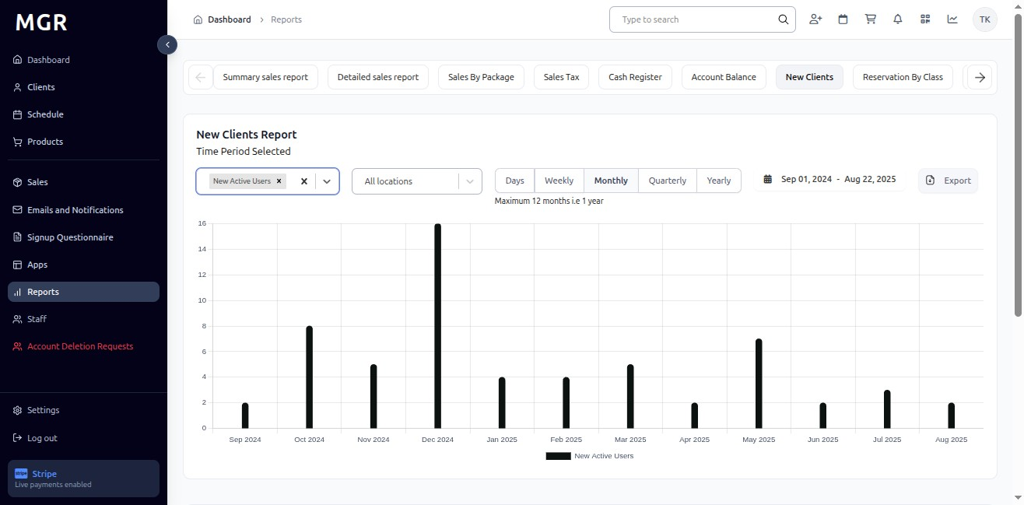 MGR
Dashboard
Clients
Schedule
Products
Sales
Emails and Notifications
Signup Questionnaire
Apps
Reports
Staff
Account Deletion Requests
Settings
Log out
Stripe
Live payments enabled
Dashboard > Reports
Type to search
TK
Summary sales report
Detailed sales report
Sales By Package
Sales Tax
Cash Register
Account Balance
New Clients
Reservation By Class
New Clients Report
Time Period Selected
New Active Users
All locations
Days Weekly Monthly Quarterly Yearly
Maximum 12 months i.e 1 year
Sep 01, 2024 - Aug 22, 2025
Export
16
14
12
10
8
6
4
2
0
Sep 2024 Oct 2024 Nov 2024 Dec 2024 Jan 2025 Feb 2025 Mar 2025 Apr 2025 May 2025 Jun 2025 Jul 2025 Aug 2025
New Active Users